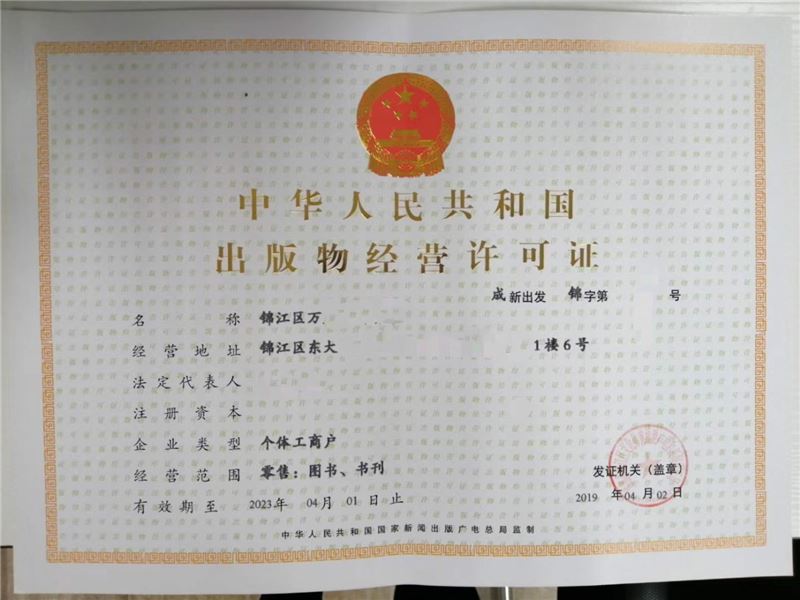 中华人民共和国
出版物经营许可证
成新出发 锦字第 号
名称 锦江区万
经营地址 锦江区东大 1楼6号
法定代表人
注册资本
企业类型 个体工商户
经营范围 零售：图书、书刊
发证机关（盖章）
有效期至 2023年 04月 01日止
2019 年 04 月 02 日
中华人民共和国国家新闻出版广电总局监制